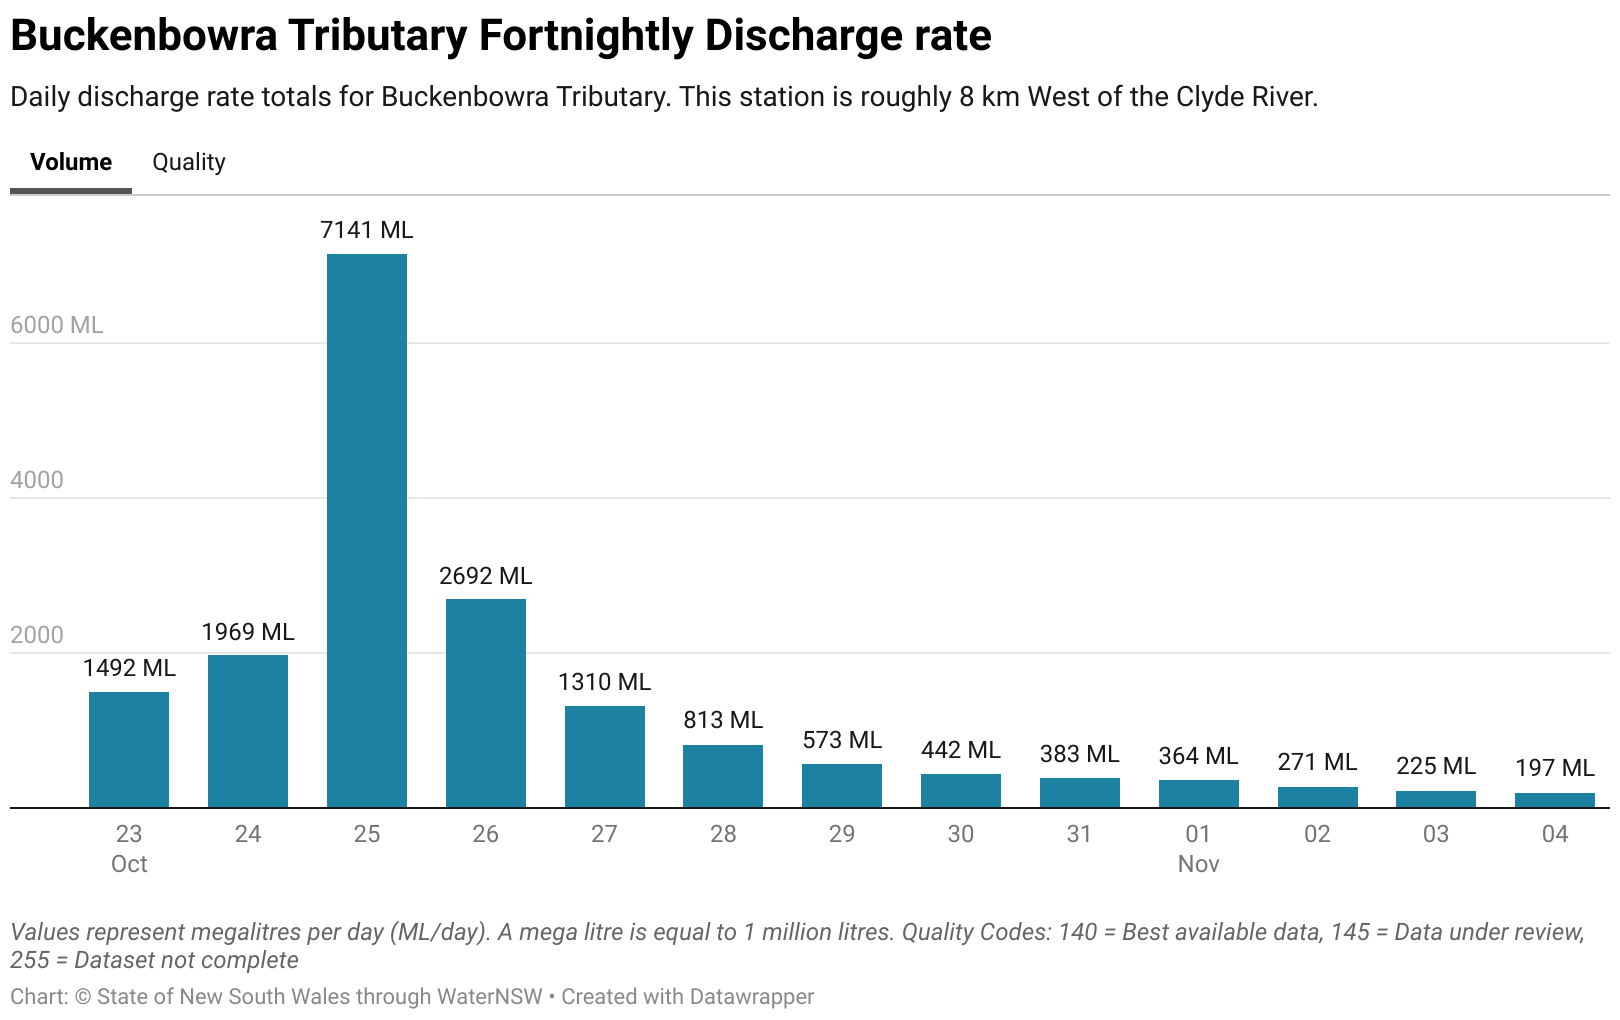 Buckenbowra Tributary Fortnightly Discharge rate
Daily discharge rate totals for Buckenbowra Tributary. This station is roughly 8 km West of the Clyde River.
Volume Quality
7141 ML
6000 ML
4000
2692 ML
2000
1969 ML
1492 ML
1310 ML
813 ML
573 ML
442 ML
383 ML
364 ML
271 ML
225 ML
197 ML
23 24 25 26 27 28 29 30 31 01 02 03 04
Oct Nov
Values represent megalitres per day (ML/day). A mega litre is equal to 1 million litres. Quality Codes: 140 = Best available data, 145 = Data under review,
255 = Dataset not complete
Chart: © State of New South Wales through WaterNSW • Created with Datawrapper